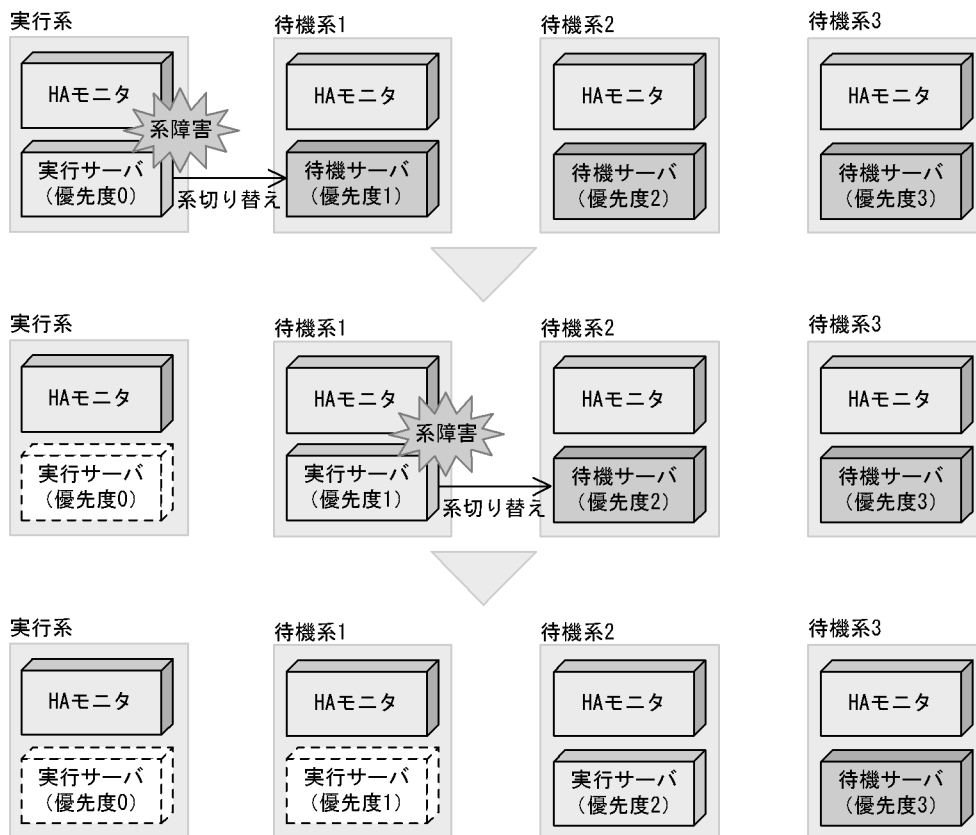 実行系
待機系1
待機系2
待機系3
HAモニタ
HAモニタ
HAモニタ
HAモニタ
系障害
実行サーバ
(優先度0)
系切り替え
待機サーバ
(優先度1)
待機サーバ
(優先度2)
待機サーバ
(優先度3)
実行系
待機系1
待機系2
待機系3
HAモニタ
HAモニタ
HAモニタ
HAモニタ
系障害
実行サーバ
(優先度0)
実行サーバ
(優先度1)
系切り替え
待機サーバ
(優先度2)
待機サーバ
(優先度3)
実行系
待機系1
待機系2
待機系3
HAモニタ
HAモニタ
HAモニタ
HAモニタ
実行サーバ
(優先度0)
実行サーバ
(優先度1)
実行サーバ
(優先度2)
待機サーバ
(優先度3)